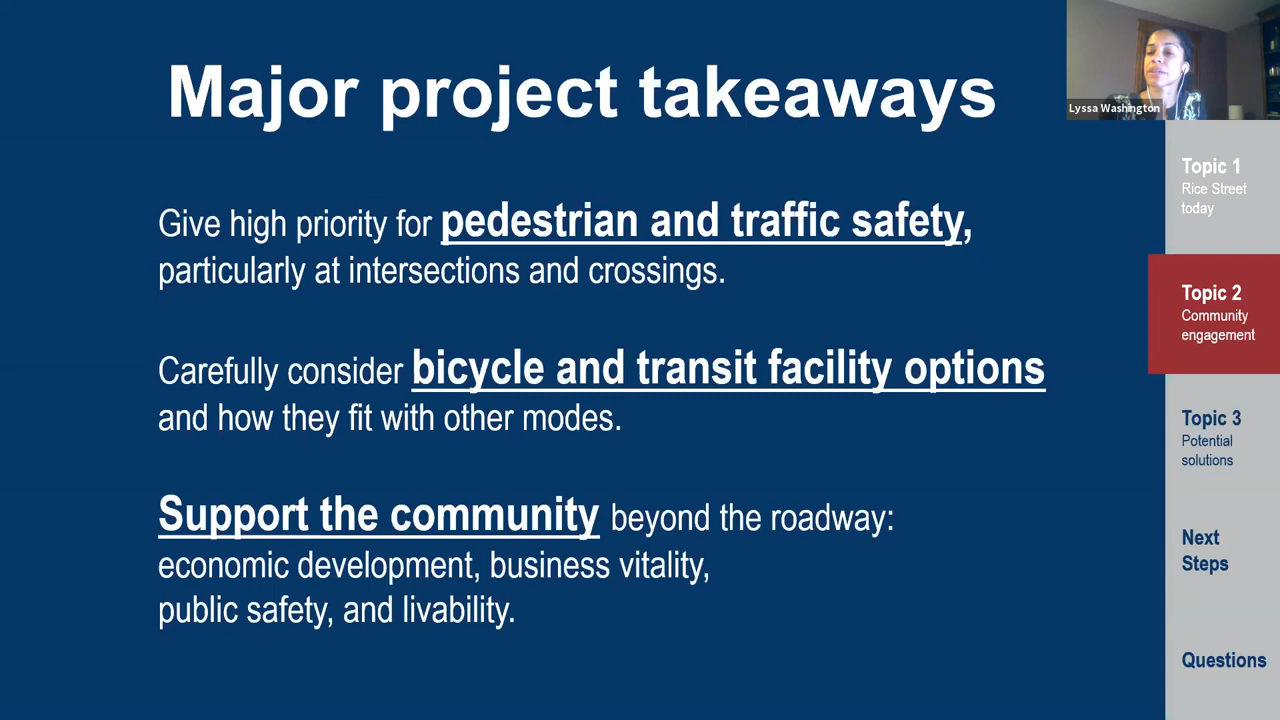 Major project takeaways
Give high priority for pedestrian and traffic safety,
particularly at intersections and crossings.
Carefully consider bicycle and transit facility options
and how they fit with other modes.
Support the community beyond the roadway:
economic development, business vitality,
public safety, and livability.
Lyssa Washington
Topic 1
Rice Street
today
Topic 2
Community
engagement
Topic 3
Potential
solutions
Next
Steps
Questions